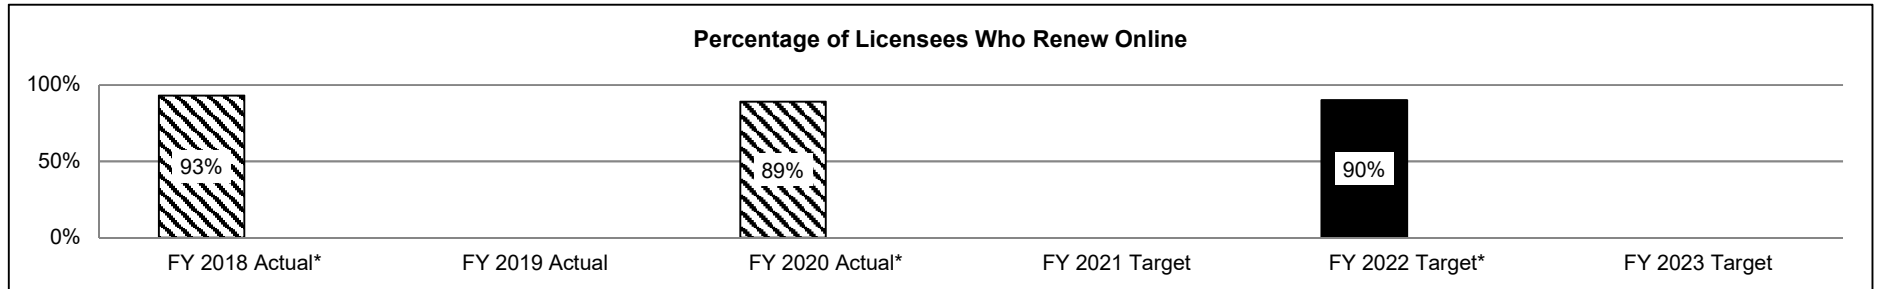 Percentage of Licensees Who Renew Online
100%
50%
0%
93%
89%
90%
FY 2018 Actual*
FY 2019 Actual
FY 2020 Actual*
FY 2021 Target
FY 2022 Target*
FY 2023 Target